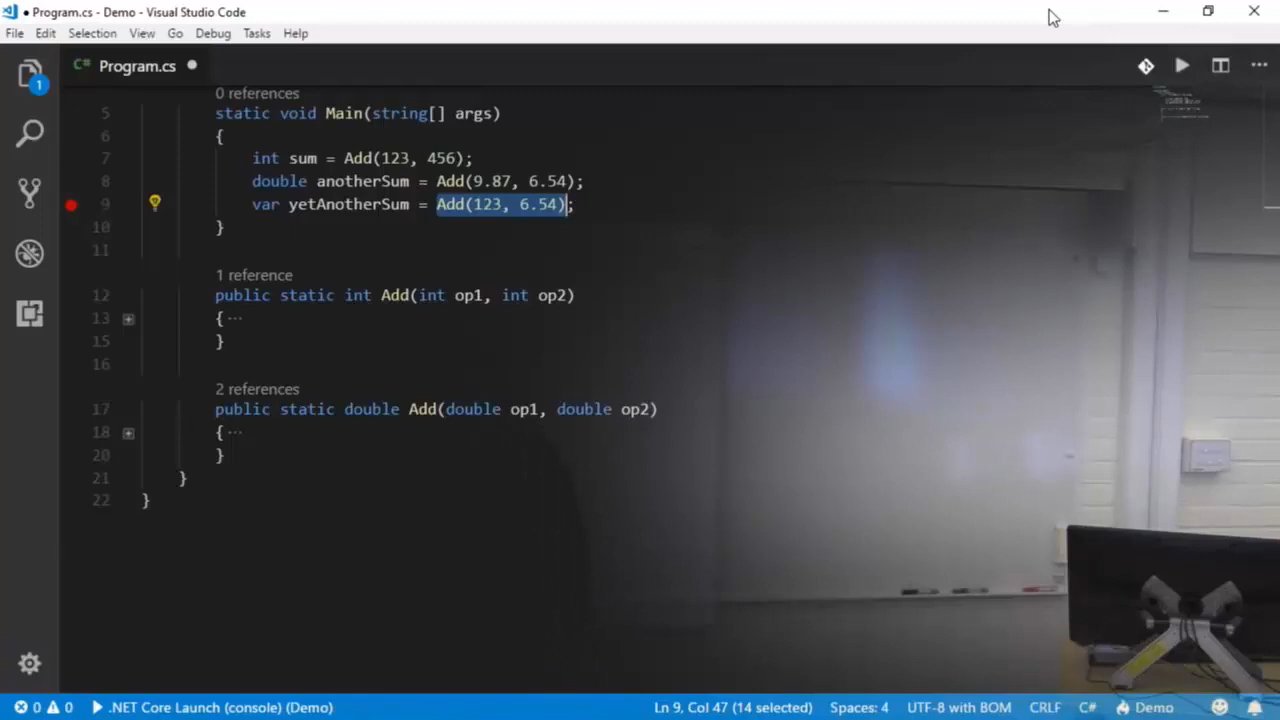 ● Program.cs - Demo - Visual Studio Code
File Edit Selection View Go Debug Tasks Help
1
C# Program.cs ●
0 references
5 static void Main(string[] args)
6 {
7 int sum = Add(123, 456);
8 double anotherSum = Add(9.87, 6.54);
9 var yetAnotherSum = Add(123, 6.54);
10 }
11
1 reference
12 public static int Add(int op1, int op2)
13 { ···
15 }
16
2 references
17 public static double Add(double op1, double op2)
18 { ···
20 }
21 }
22 }
0 0 .NET Core Launch (console) (Demo) Ln 9, Col 47 (14 selected) Spaces: 4 UTF-8 with BOM CRLF C# Demo